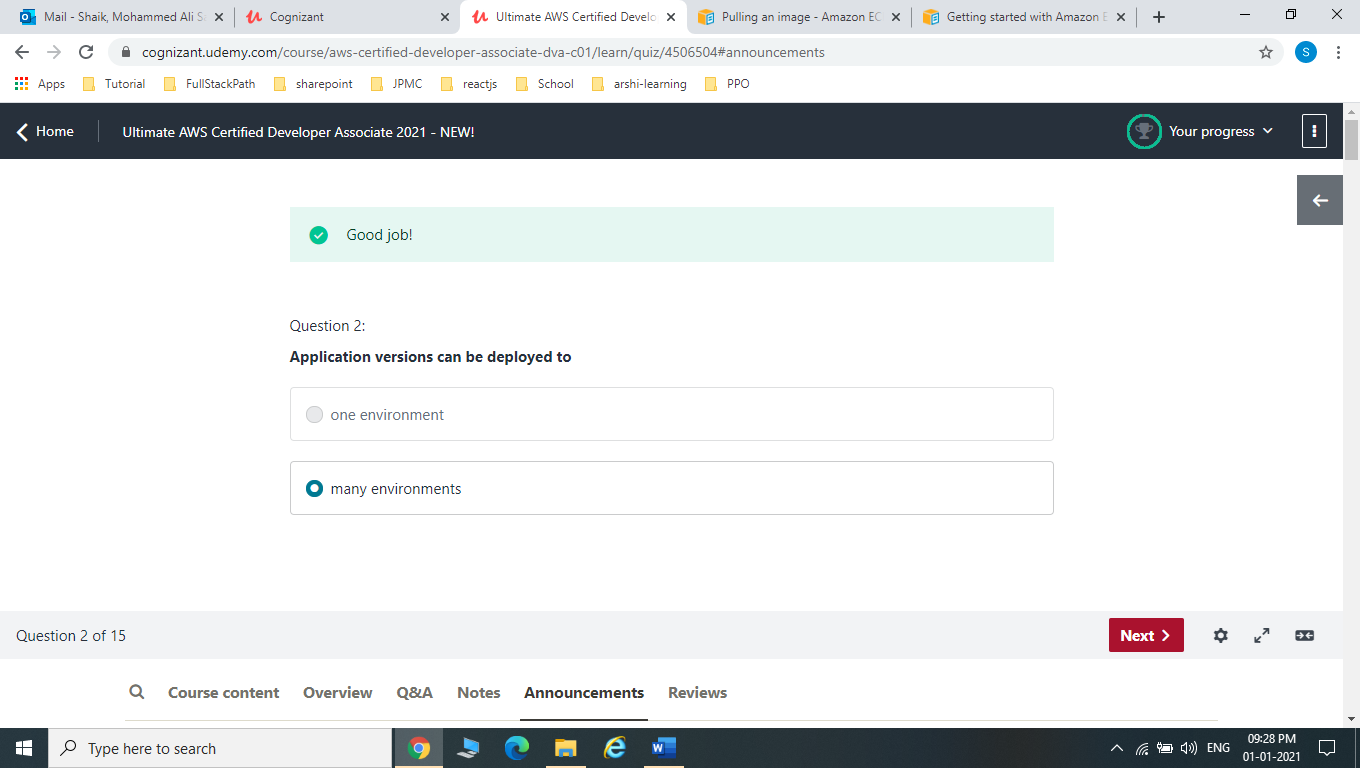 Mail - Shaik, Mohammed Ali S
Cognizant
Ultimate AWS Certified Develo
Pulling an image - Amazon EC
Getting started with Amazon E
cognizant.udemy.com/course/aws-certified-developer-associate-dva-c01/learn/quiz/4506504#announcements
S
Apps Tutorial FullStackPath sharepoint JPMC reactjs School arshi-learning PPO
Home Ultimate AWS Certified Developer Associate 2021 - NEW! Your progress
Good job!
Question 2:
Application versions can be deployed to
one environment
many environments
Question 2 of 15 Next
Course content Overview Q&A Notes Announcements Reviews
Type here to search
ENG
09:28 PM
01-01-2021